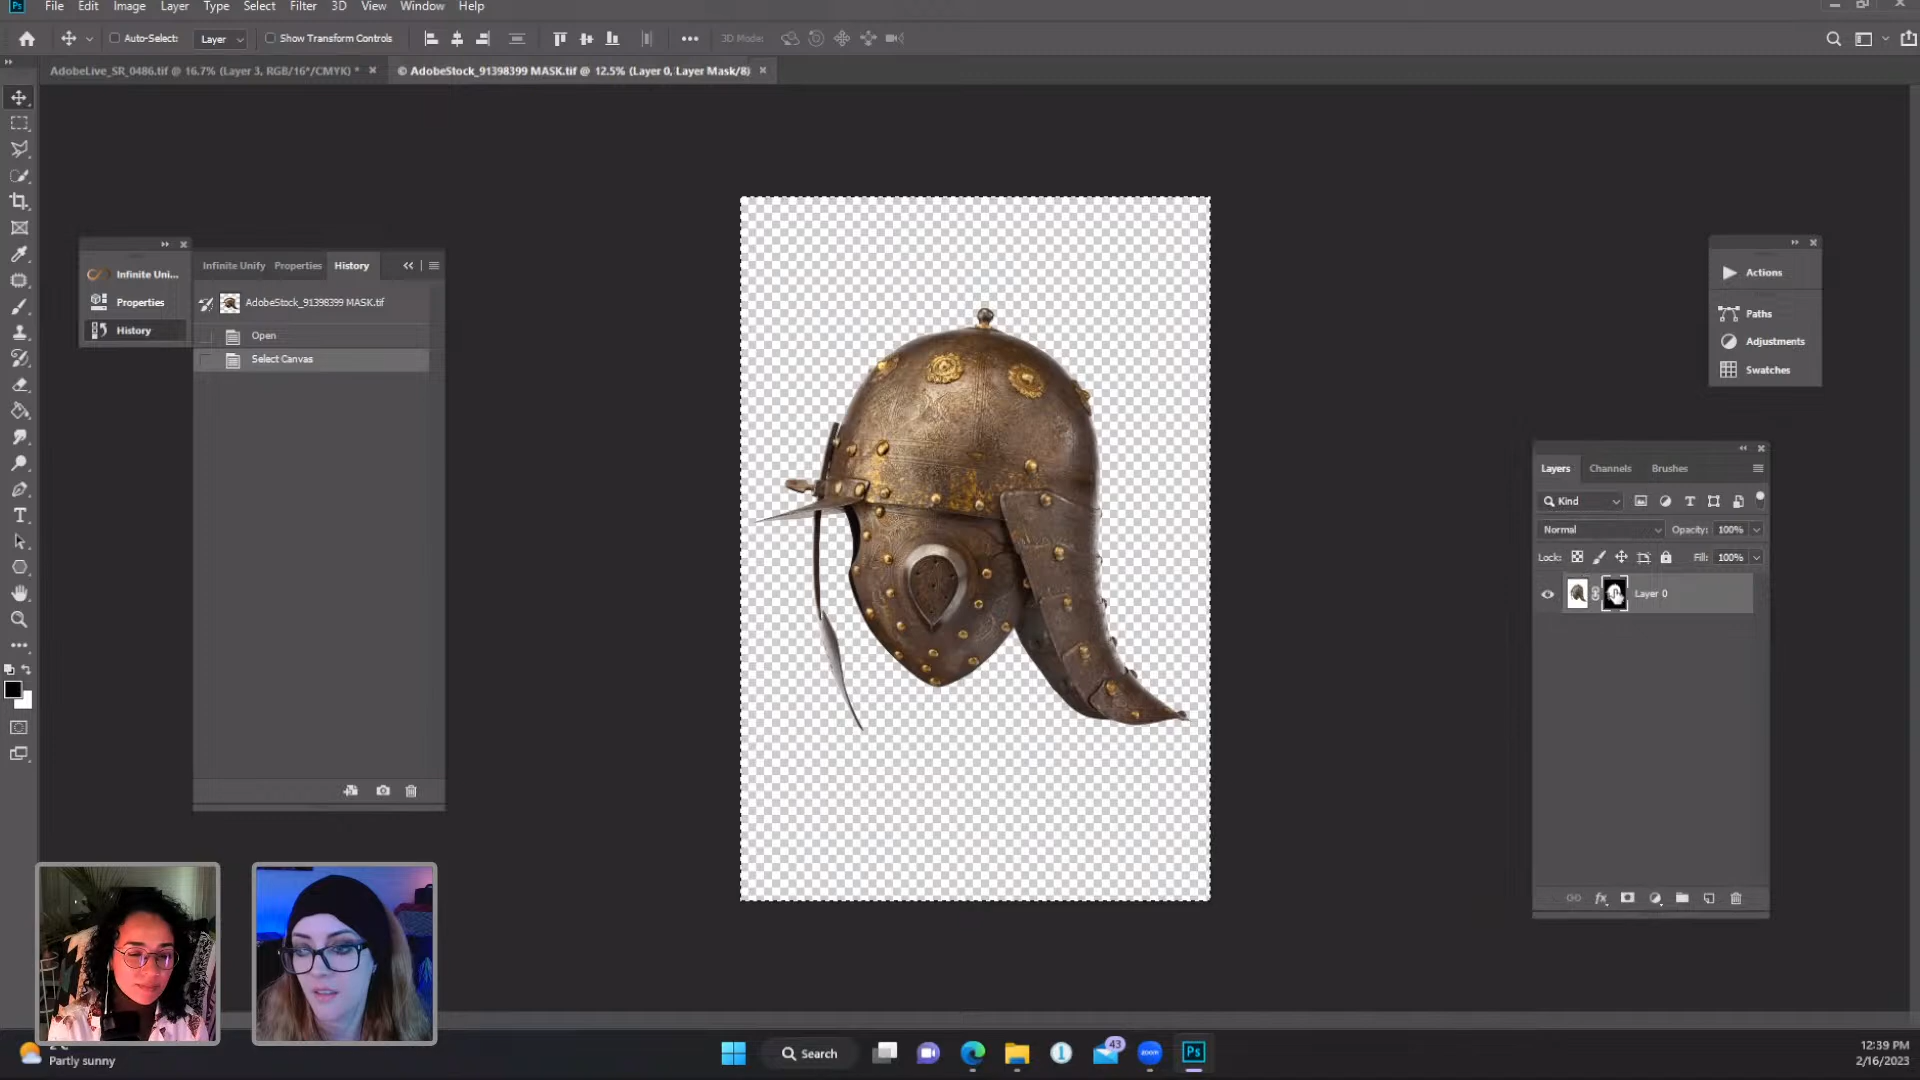 Ps File Edit Image Layer Type Select Filter 3D View Window Help
Auto-Select: Layer Show Transform Controls ••• 3D Mode:
AdobeLive_SR_0486.tif @ 16.7% (Layer 3, RGB/16*/CMYK) * × © AdobeStock_91398399 MASK.tif @ 12.5% (Layer 0, Layer Mask/8) ×
Infinite Uni...
Properties
History
Infinite Unify Properties History
AdobeStock_91398399 MASK.tif
Open
Select Canvas
Actions
Paths
Adjustments
Swatches
Layers Channels Brushes
Kind
Normal Opacity: 100%
Lock: Fill: 100%
Layer 0
Partly sunny
Search
43
zoom
Ps
12:39 PM
2/16/2023